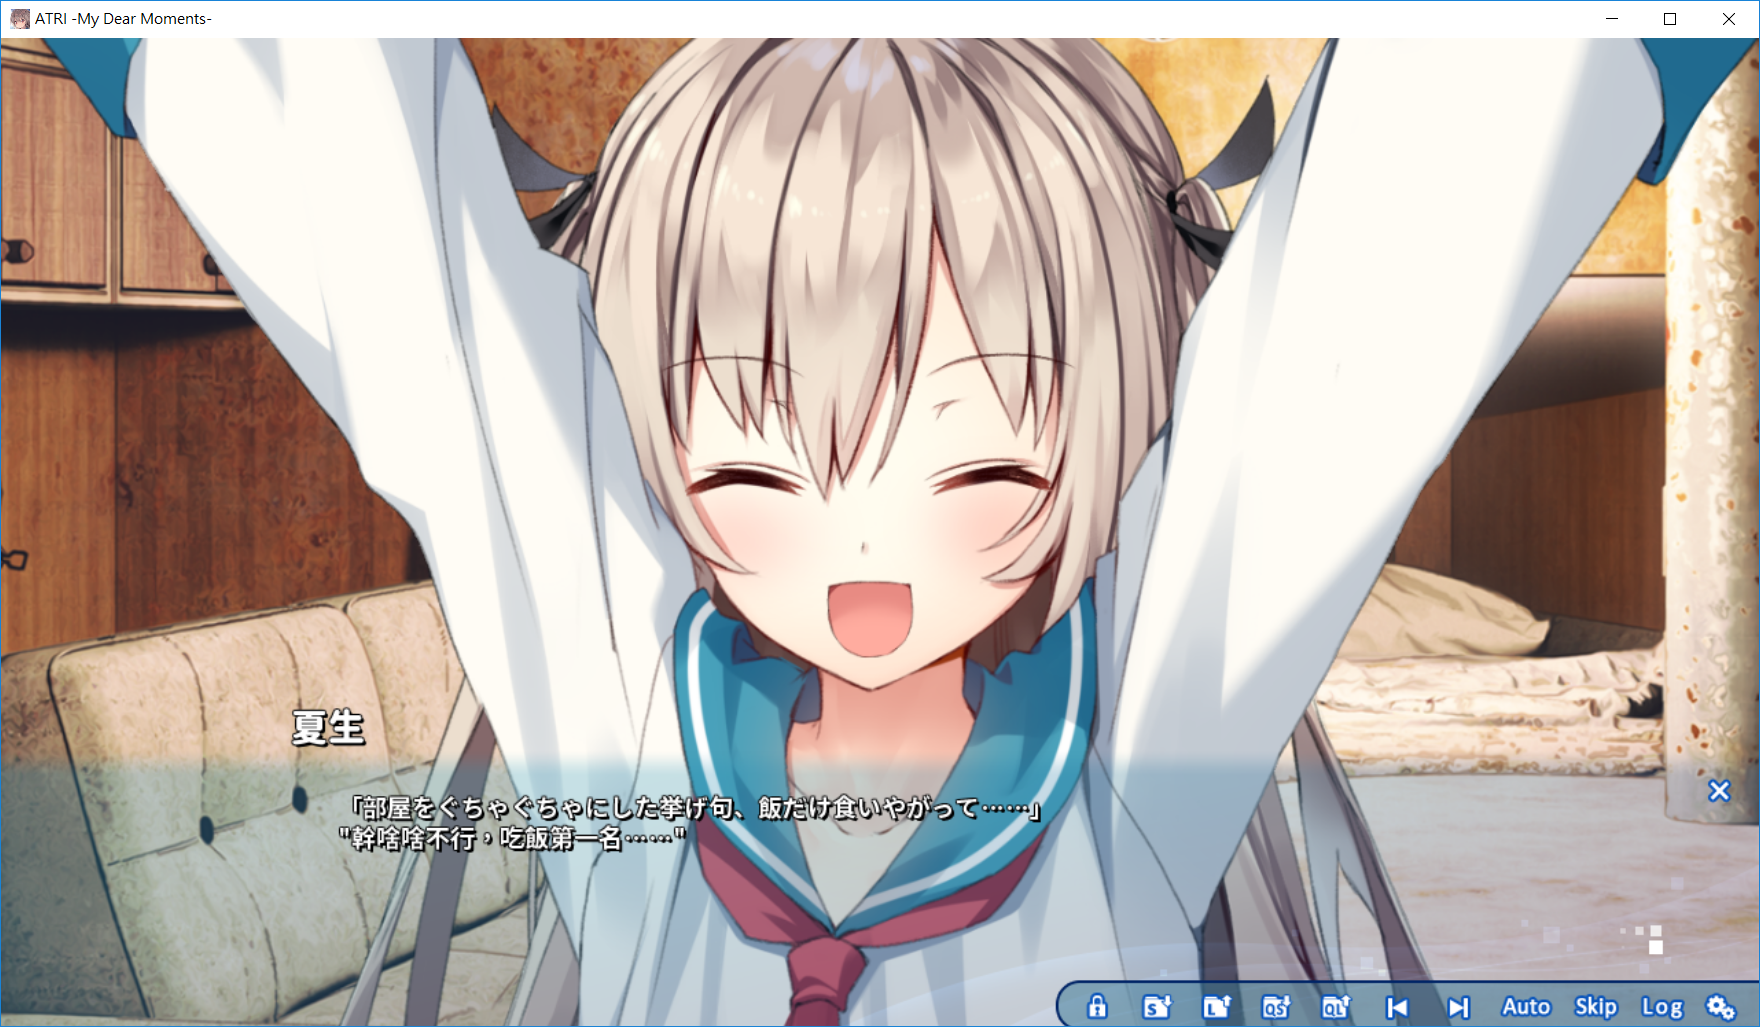 ATRI -My Dear Moments-
夏生
「部屋をぐちゃぐちゃにした挙げ句、飯だけ食いやがって……」
"幹啥啥不行，吃飯第一名……"
S
L
QS
QL
Auto
Skip
Log